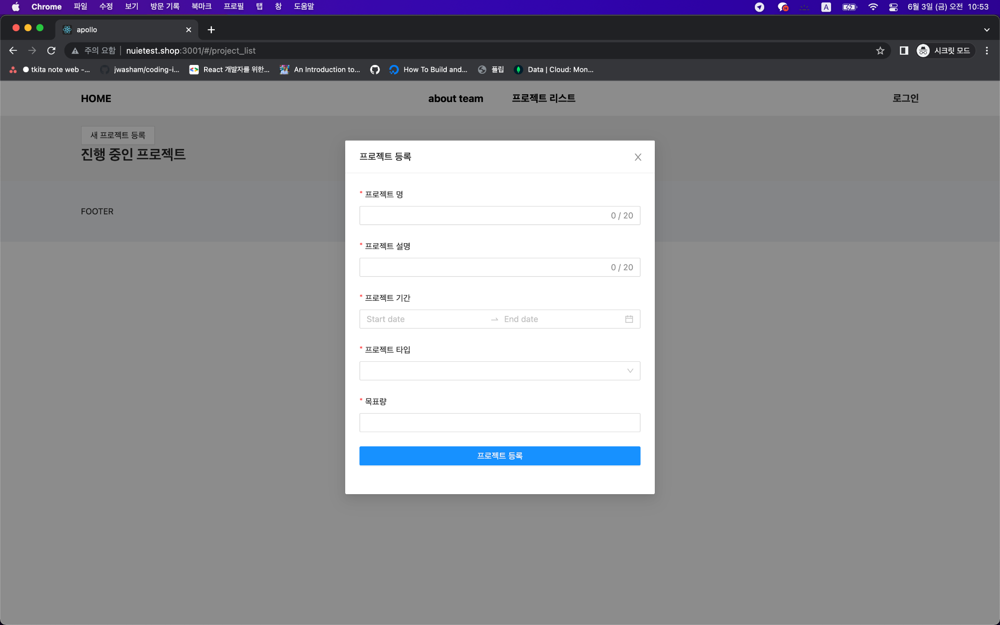 Chrome 파일 수정 보기 방문 기록 북마크 프로필 탭 창 도움말 A 6월 3일 (금) 오전 10:53
apollo
주의 요함 nuietest.shop:3001/#/project_list 시크릿 모드
tkita note web -... jwasham/coding-i... React 개발자를 위한... An Introduction to... How To Build and... 플립 Data | Cloud: Mon...
HOME about team 프로젝트 리스트 로그인
새 프로젝트 등록
진행 중인 프로젝트
FOOTER
프로젝트 등록
* 프로젝트 명
0 / 20
* 프로젝트 설명
0 / 20
* 프로젝트 기간
Start date → End date
* 프로젝트 타입
* 목표량
프로젝트 등록